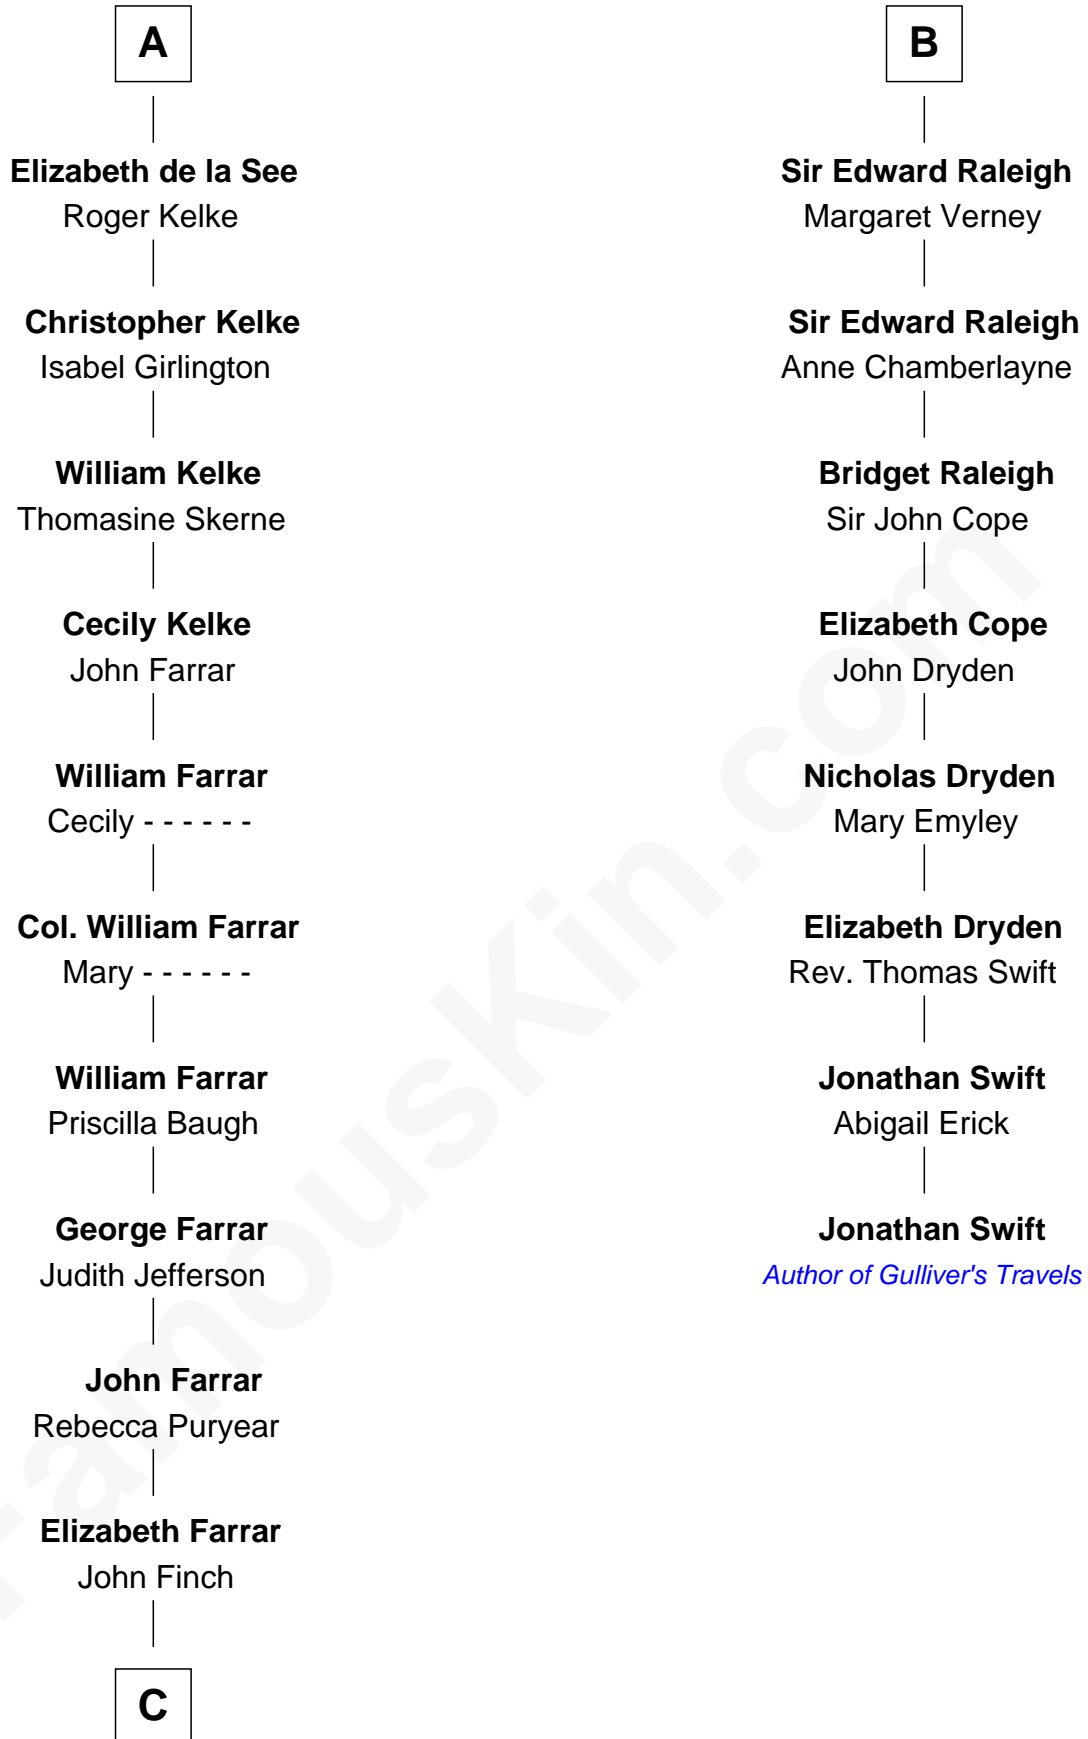 A
Elizabeth de la See
Roger Kelke
Christopher Kelke
Isabel Girlington
William Kelke
Thomasine Skerne
Cecily Kelke
John Farrar
William Farrar
Cecily - - - - - -
Col. William Farrar
Mary - - - - - -
William Farrar
Priscilla Baugh
George Farrar
Judith Jefferson
John Farrar
Rebecca Puryear
Elizabeth Farrar
John Finch
C
B
Sir Edward Raleigh
Margaret Verney
Sir Edward Raleigh
Anne Chamberlayne
Bridget Raleigh
Sir John Cope
Elizabeth Cope
John Dryden
Nicholas Dryden
Mary Emyley
Elizabeth Dryden
Rev. Thomas Swift
Jonathan Swift
Abigail Erick
Jonathan Swift
Author of Gulliver's Travels
FamousKin.com